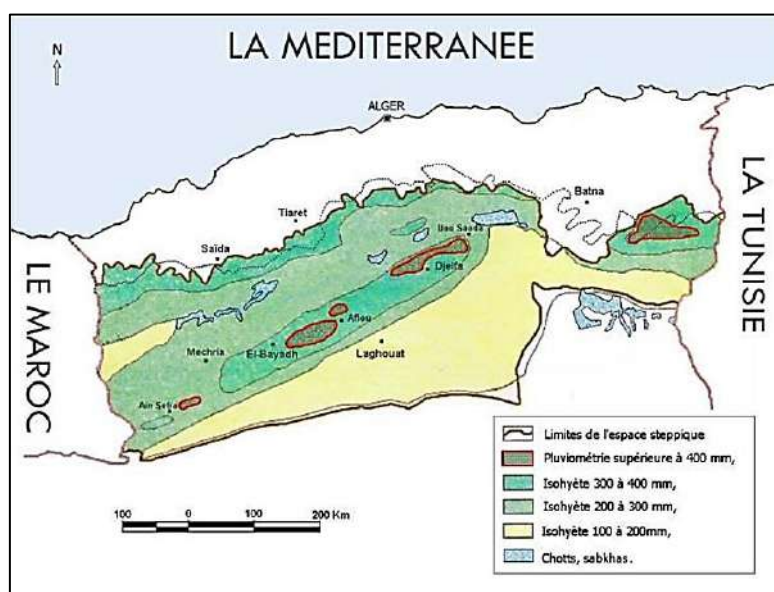 LA MEDITERRANEE
N
ALGER
LA TUNISIE
Batna
Tiaret
Bou Saada
Saïda
Djelfa
LE MAROC
Aflou
Mechria
El-Bayadh
Laghouat
Ain Sefra
Limites de l'espace steppique
Pluviométrie supérieure à 400 mm,
Isohyète 300 à 400 mm,
Isohyète 200 à 300 mm,
Isohyète 100 à 200mm,
Chotts, sabkhas.
100 0 100 200 Km